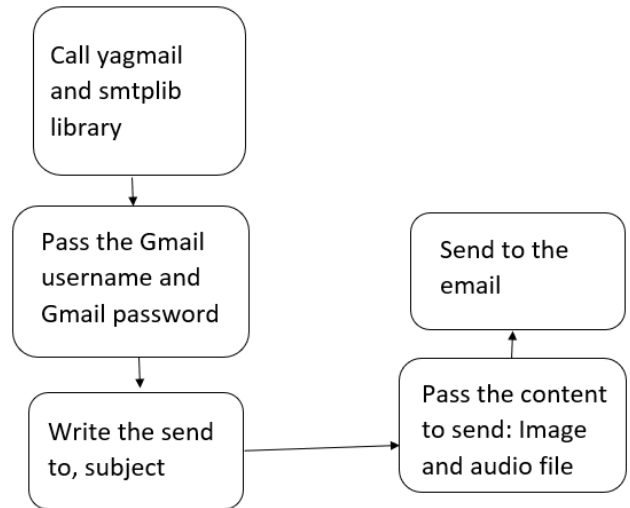 Call yagmail
and smtplib
library
Pass the Gmail
username and
Gmail password
Write the send
to, subject
Pass the content
to send: Image
and audio file
Send to the
email